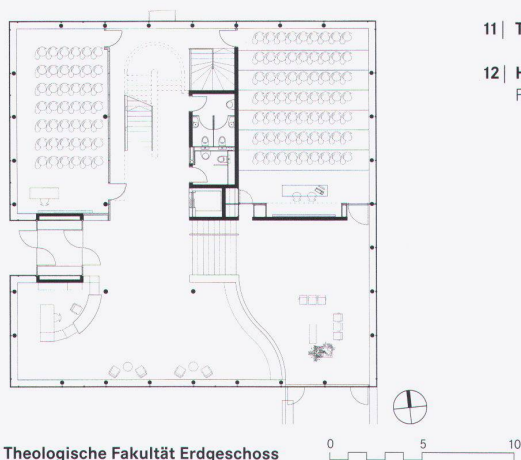 11 | T
12 | H
F
0 5 10
Theologische Fakultät Erdgeschoss